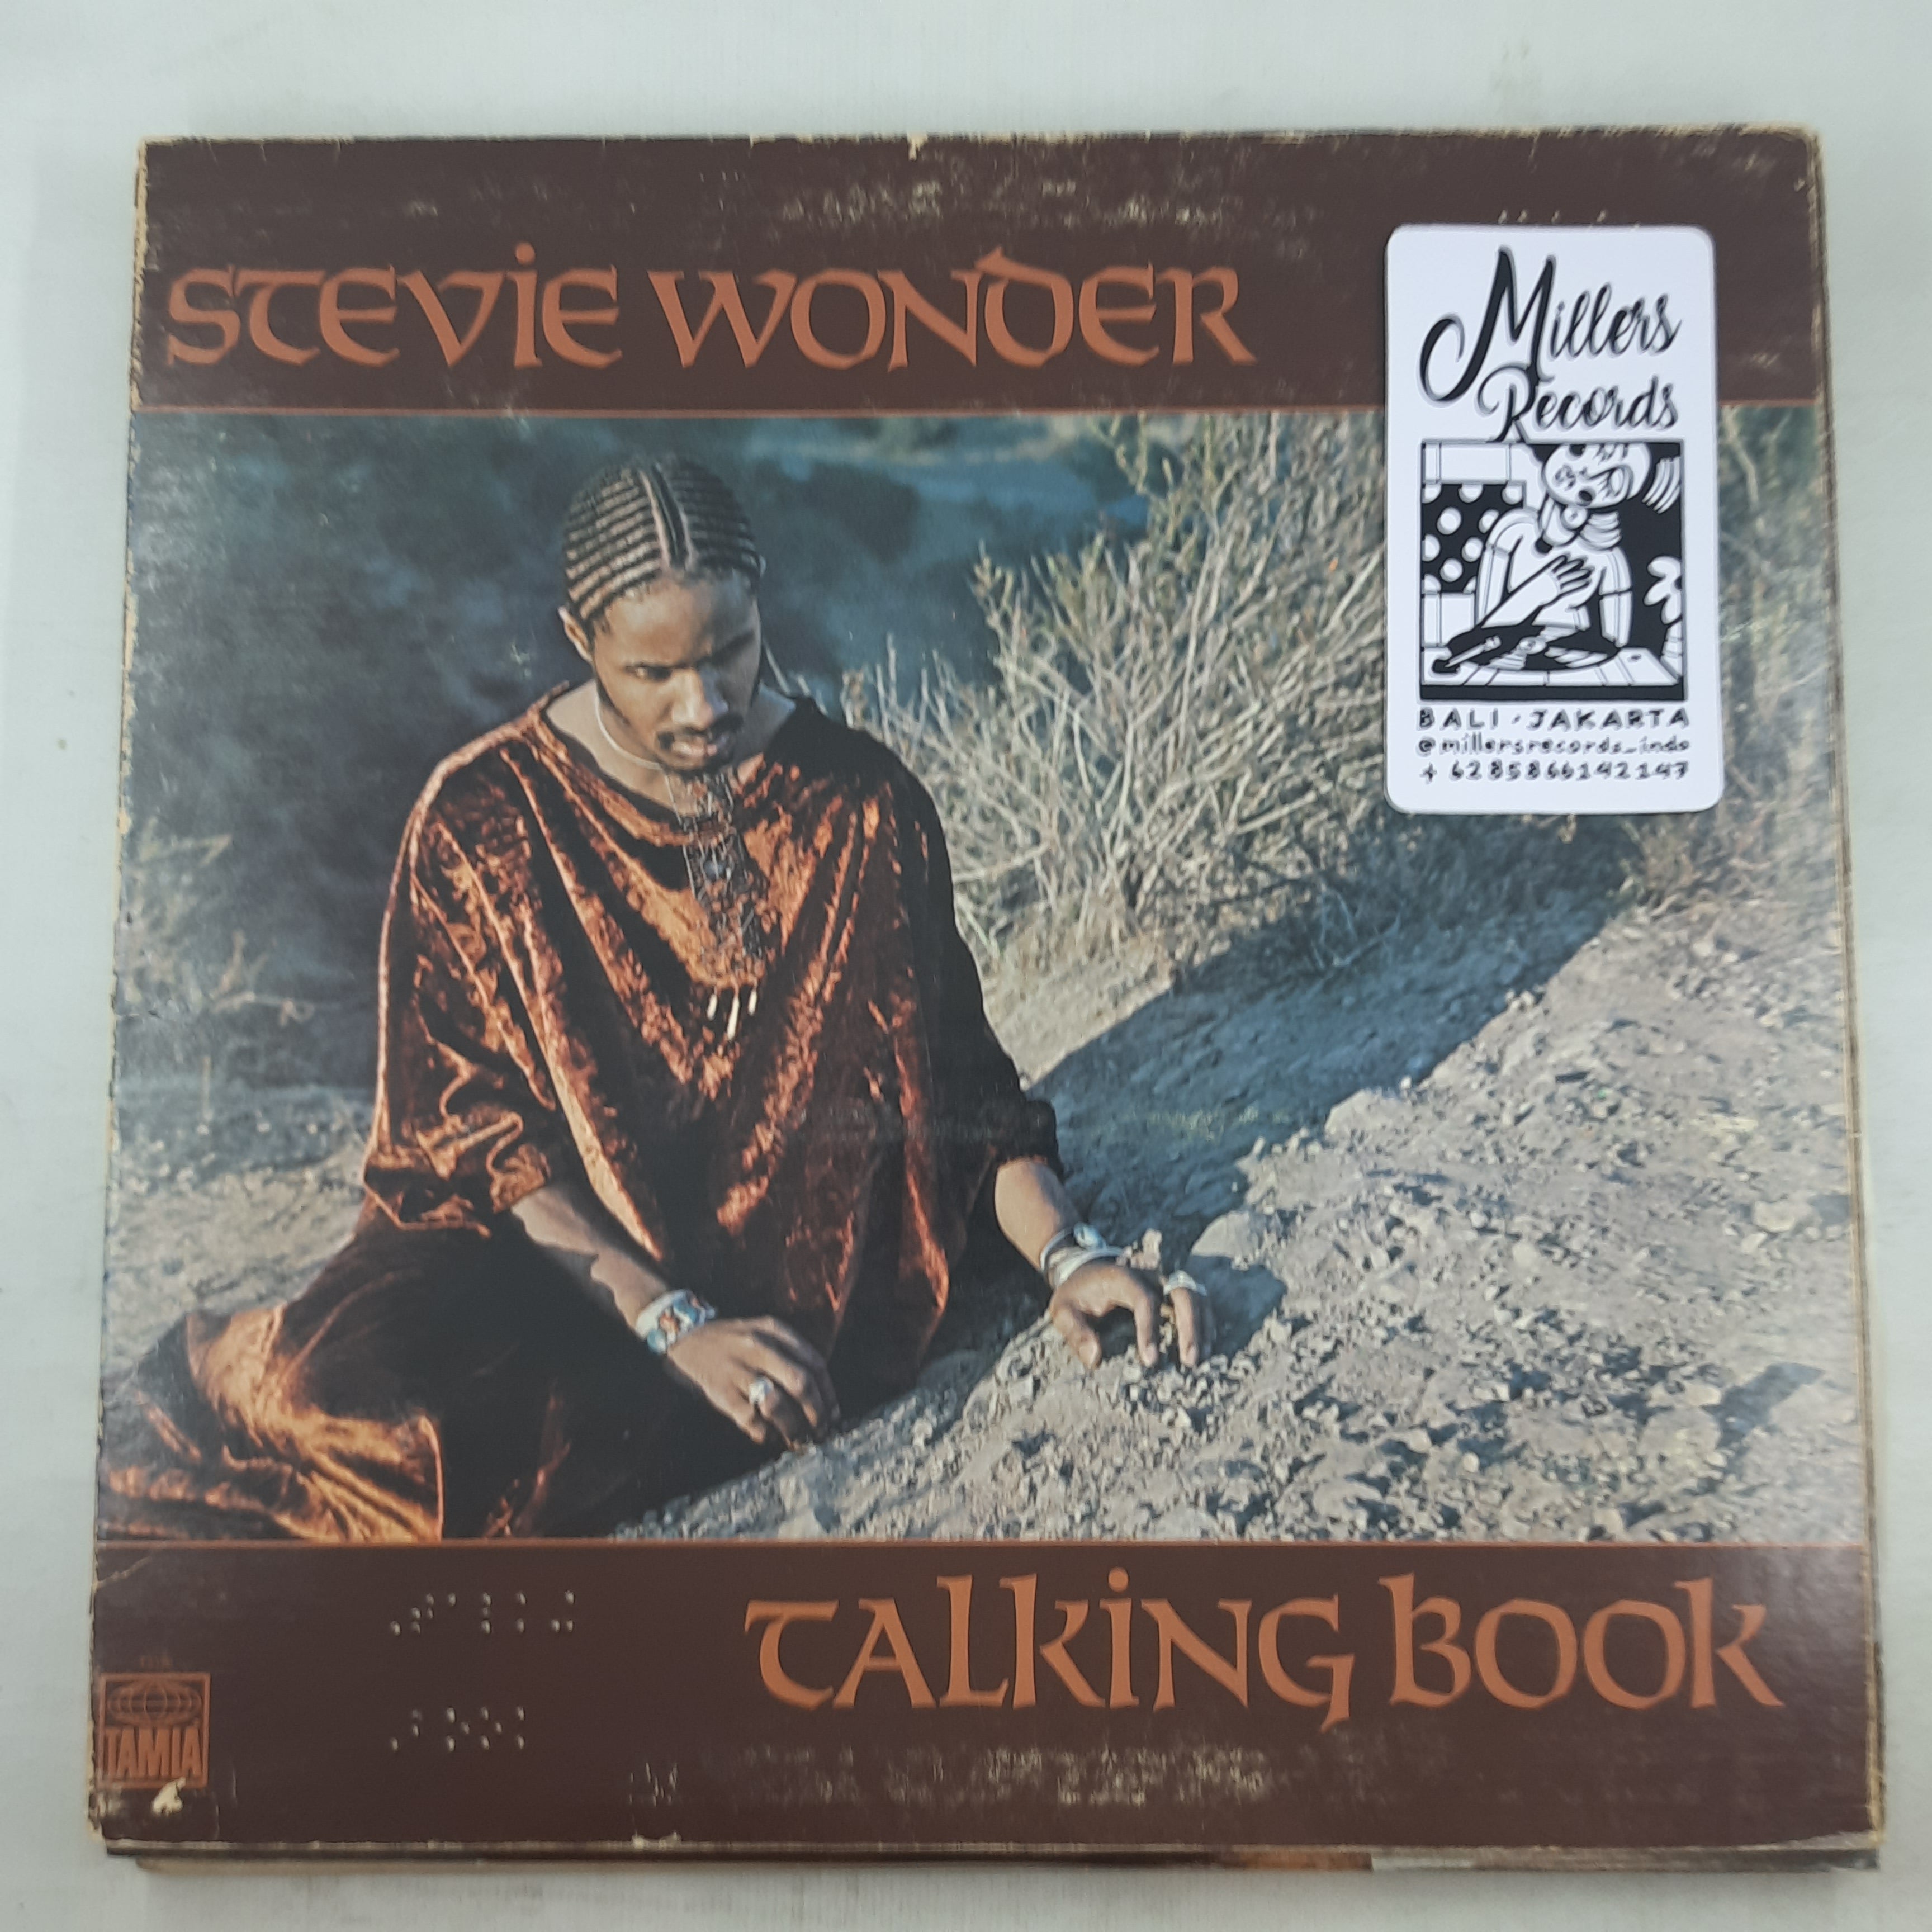 STEVIE WONDER
Millers
Records
BALI · JAKARTA
@millersrecords_indo
+ 6285866142147
TALKING BOOK
TAMLA